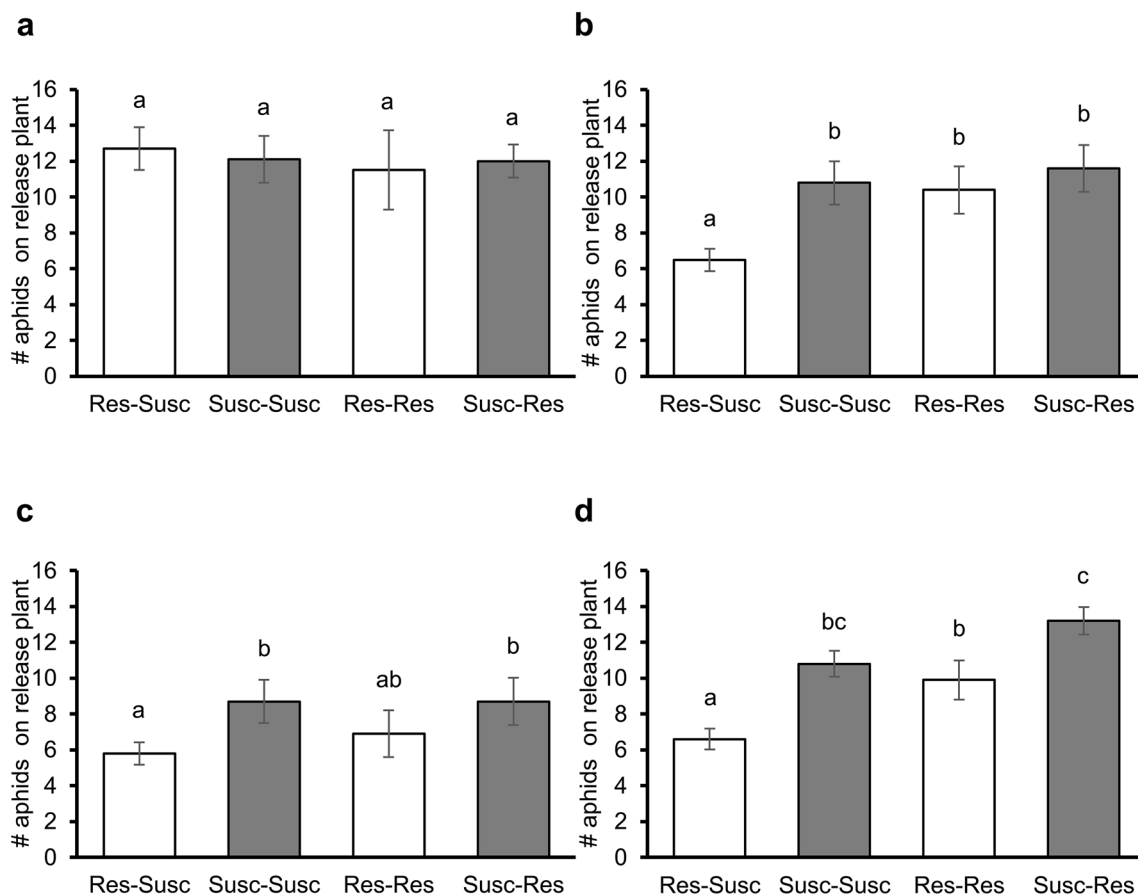 a
# aphids on release plant
16
14
12
10
8
6
4
2
0
a
a
a
a
Res-Susc Susc-Susc Res-Res Susc-Res
b
# aphids on release plant
16
14
12
10
8
6
4
2
0
a
b
b
b
Res-Susc Susc-Susc Res-Res Susc-Res
c
# aphids on release plant
16
14
12
10
8
6
4
2
0
a
b
ab
b
Res-Susc Susc-Susc Res-Res Susc-Res
d
# aphids on release plant
16
14
12
10
8
6
4
2
0
a
bc
b
c
Res-Susc Susc-Susc Res-Res Susc-Res